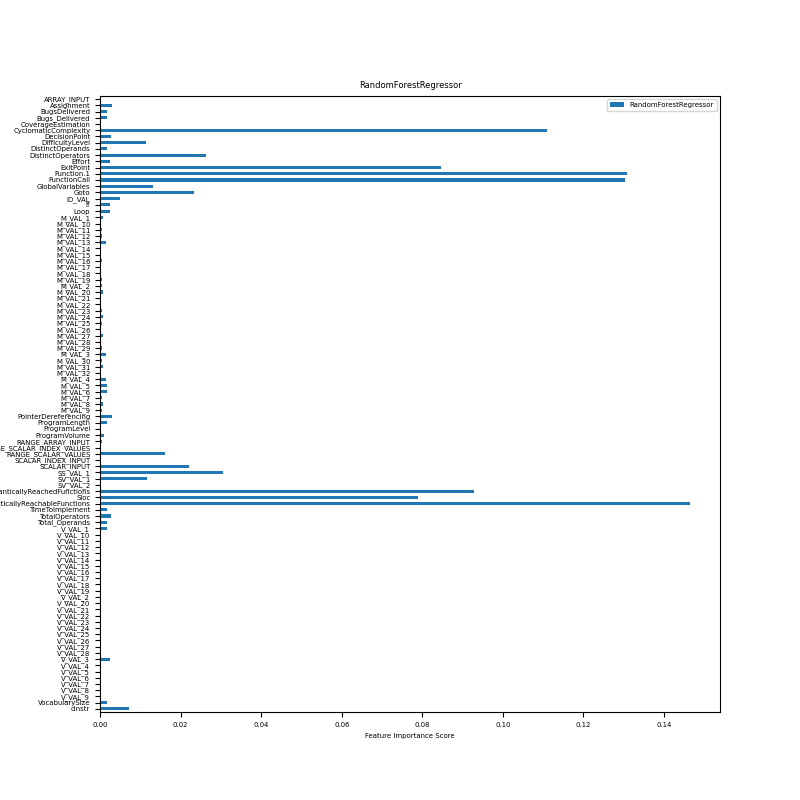 RandomForestRegressor
RandomForestRegressor
ARRAY_INPUT
Assignment
BugsDelivered
Bugs_Delivered
CoverageEstimation
CyclomaticComplexity
DecisionPoint
DifficultyLevel
DistinctOperands
DistinctOperators
Effort
ExitPoint
Function.1
FunctionCall
GlobalVariables
Goto
ID_VAL
If
Loop
M_VAL_1
M_VAL_10
M_VAL_11
M_VAL_12
M_VAL_13
M_VAL_14
M_VAL_15
M_VAL_16
M_VAL_17
M_VAL_18
M_VAL_19
M_VAL_2
M_VAL_20
M_VAL_21
M_VAL_22
M_VAL_23
M_VAL_24
M_VAL_25
M_VAL_26
M_VAL_27
M_VAL_28
M_VAL_29
M_VAL_3
M_VAL_30
M_VAL_31
M_VAL_32
M_VAL_4
M_VAL_5
M_VAL_6
M_VAL_7
M_VAL_8
M_VAL_9
PointerDereferencing
ProgramLength
ProgramLevel
ProgramVolume
RANGE_ARRAY_INPUT
E_SCALAR_INDEX_VALUES
RANGE_SCALAR_VALUES
SCALAR_INDEX_INPUT
SCALAR_INPUT
SS_VAL_1
SV_VAL_1
SV_VAL_2
anticallyReachedFunctions
Sloc
ticallyReachableFunctions
TimeToImplement
TotalOperators
Total_Operands
V_VAL_1
V_VAL_10
V_VAL_11
V_VAL_12
V_VAL_13
V_VAL_14
V_VAL_15
V_VAL_16
V_VAL_17
V_VAL_18
V_VAL_19
V_VAL_2
V_VAL_20
V_VAL_21
V_VAL_22
V_VAL_23
V_VAL_24
V_VAL_25
V_VAL_26
V_VAL_27
V_VAL_28
V_VAL_3
V_VAL_4
V_VAL_5
V_VAL_6
V_VAL_7
V_VAL_8
V_VAL_9
VocabularySize
cinstr
0.00 0.02 0.04 0.06 0.08 0.10 0.12 0.14
Feature Importance Score